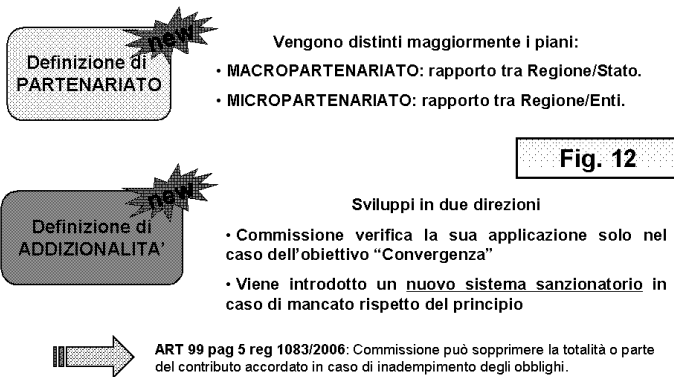 new
Definizione di
PARTENARIATO
Vengono distinti maggiormente i piani:
• MACROPARTENARIATO: rapporto tra Regione/Stato.
• MICROPARTENARIATO: rapporto tra Regione/Enti.
Fig. 12
new
Definizione di
ADDIZIONALITA'
Sviluppi in due direzioni
• Commissione verifica la sua applicazione solo nel
caso dell'obiettivo “Convergenza”
• Viene introdotto un nuovo sistema sanzionatorio in
caso di mancato rispetto del principio
ART 99 pag 5 reg 1083/2006: Commissione può sopprimere la totalità o parte
del contributo accordato in caso di inadempimento degli obblighi.